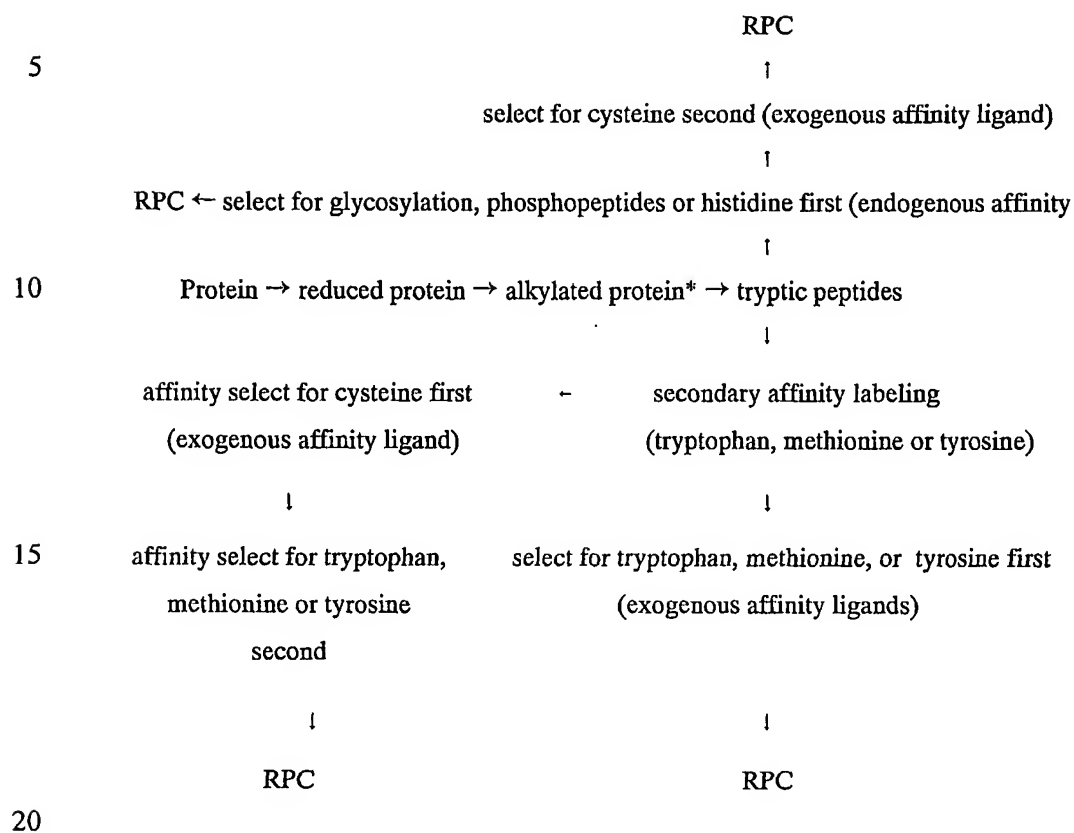 RPC
5 ↑
select for cysteine second (exogenous affinity ligand)
↑
RPC ← select for glycosylation, phosphopeptides or histidine first (endogenous affinity
↑
10 Protein → reduced protein → alkylated protein* → tryptic peptides
↓
affinity select for cysteine first ← secondary affinity labeling
(exogenous affinity ligand) (tryptophan, methionine or tyrosine)
↓ ↓
15 affinity select for tryptophan, select for tryptophan, methionine, or tyrosine first
methionine or tyrosine (exogenous affinity ligands)
second
↓ ↓
RPC RPC
20